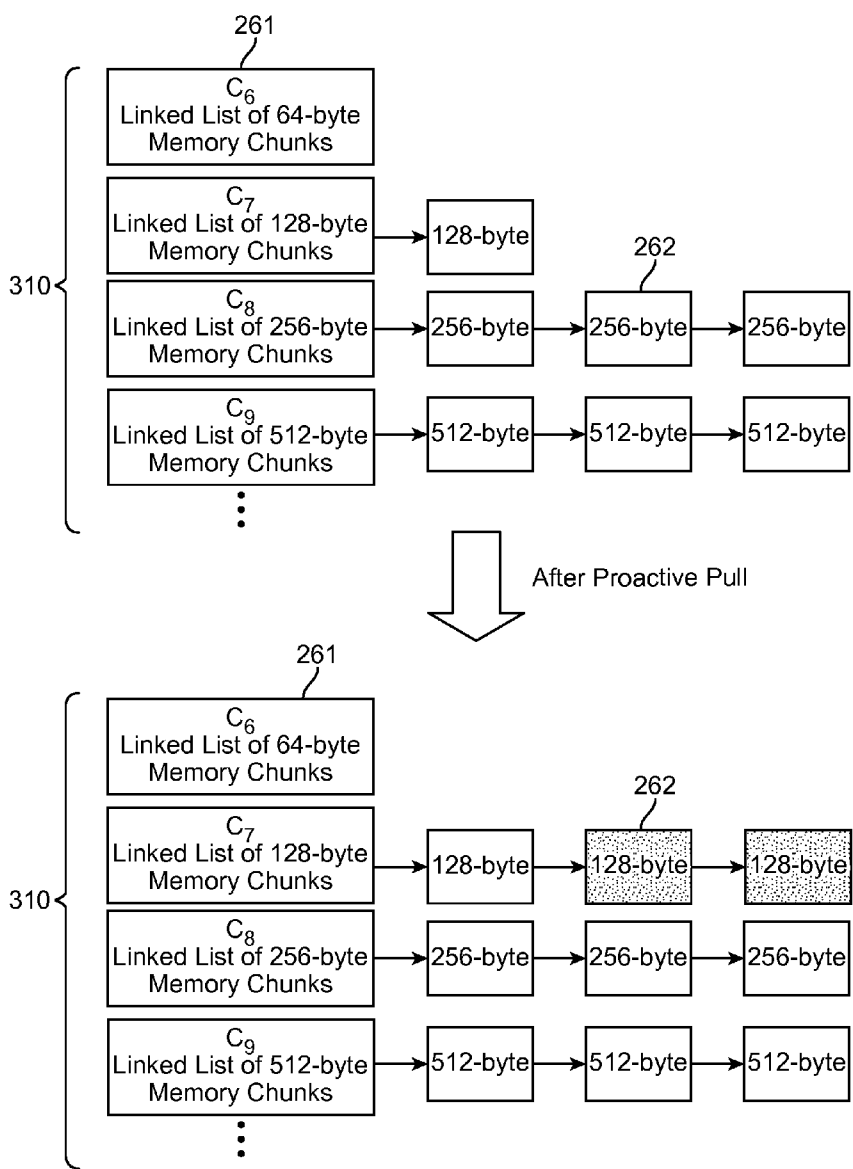 261
C6
Linked List of 64-byte
Memory Chunks
C7
Linked List of 128-byte
Memory Chunks
128-byte
262
310
C8
Linked List of 256-byte
Memory Chunks
256-byte
256-byte
256-byte
C9
Linked List of 512-byte
Memory Chunks
512-byte
512-byte
512-byte
After Proactive Pull
261
C6
Linked List of 64-byte
Memory Chunks
262
C7
Linked List of 128-byte
Memory Chunks
128-byte
128-byte
128-byte
310
C8
Linked List of 256-byte
Memory Chunks
256-byte
256-byte
256-byte
C9
Linked List of 512-byte
Memory Chunks
512-byte
512-byte
512-byte